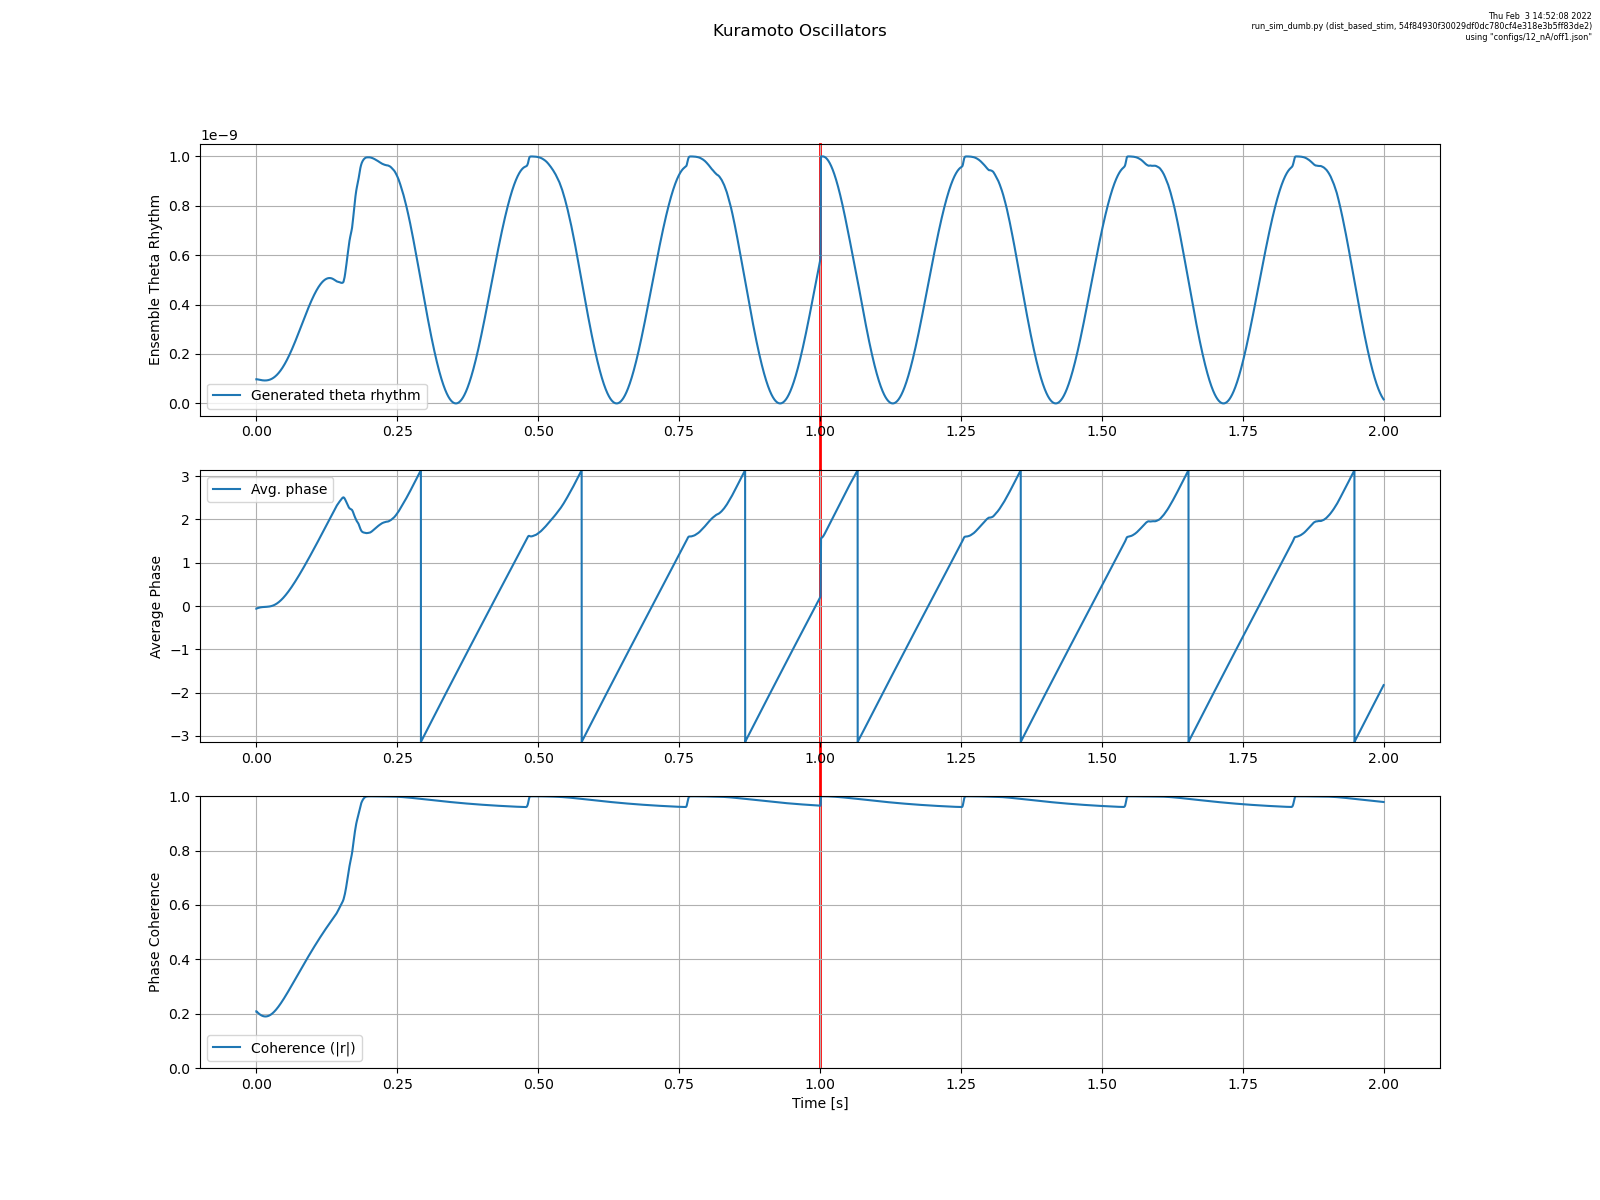 Thu Feb  3 14:52:08 2022
run_sim_dumb.py (dist_based_stim, 54f84930f30029df0dc780cf4e318e3b5ff83de2)
using "configs/12_nA/off1.json"
Kuramoto Oscillators
1e−9
1.0
0.8
0.6
0.4
0.2
0.0
Ensemble Theta Rhythm
Generated theta rhythm
0.00 0.25 0.50 0.75 1.00 1.25 1.50 1.75 2.00
3
2
1
0
−1
−2
−3
Average Phase
Avg. phase
0.00 0.25 0.50 0.75 1.00 1.25 1.50 1.75 2.00
1.0
0.8
0.6
0.4
0.2
0.0
Phase Coherence
Coherence (|r|)
0.00 0.25 0.50 0.75 1.00 1.25 1.50 1.75 2.00
Time [s]